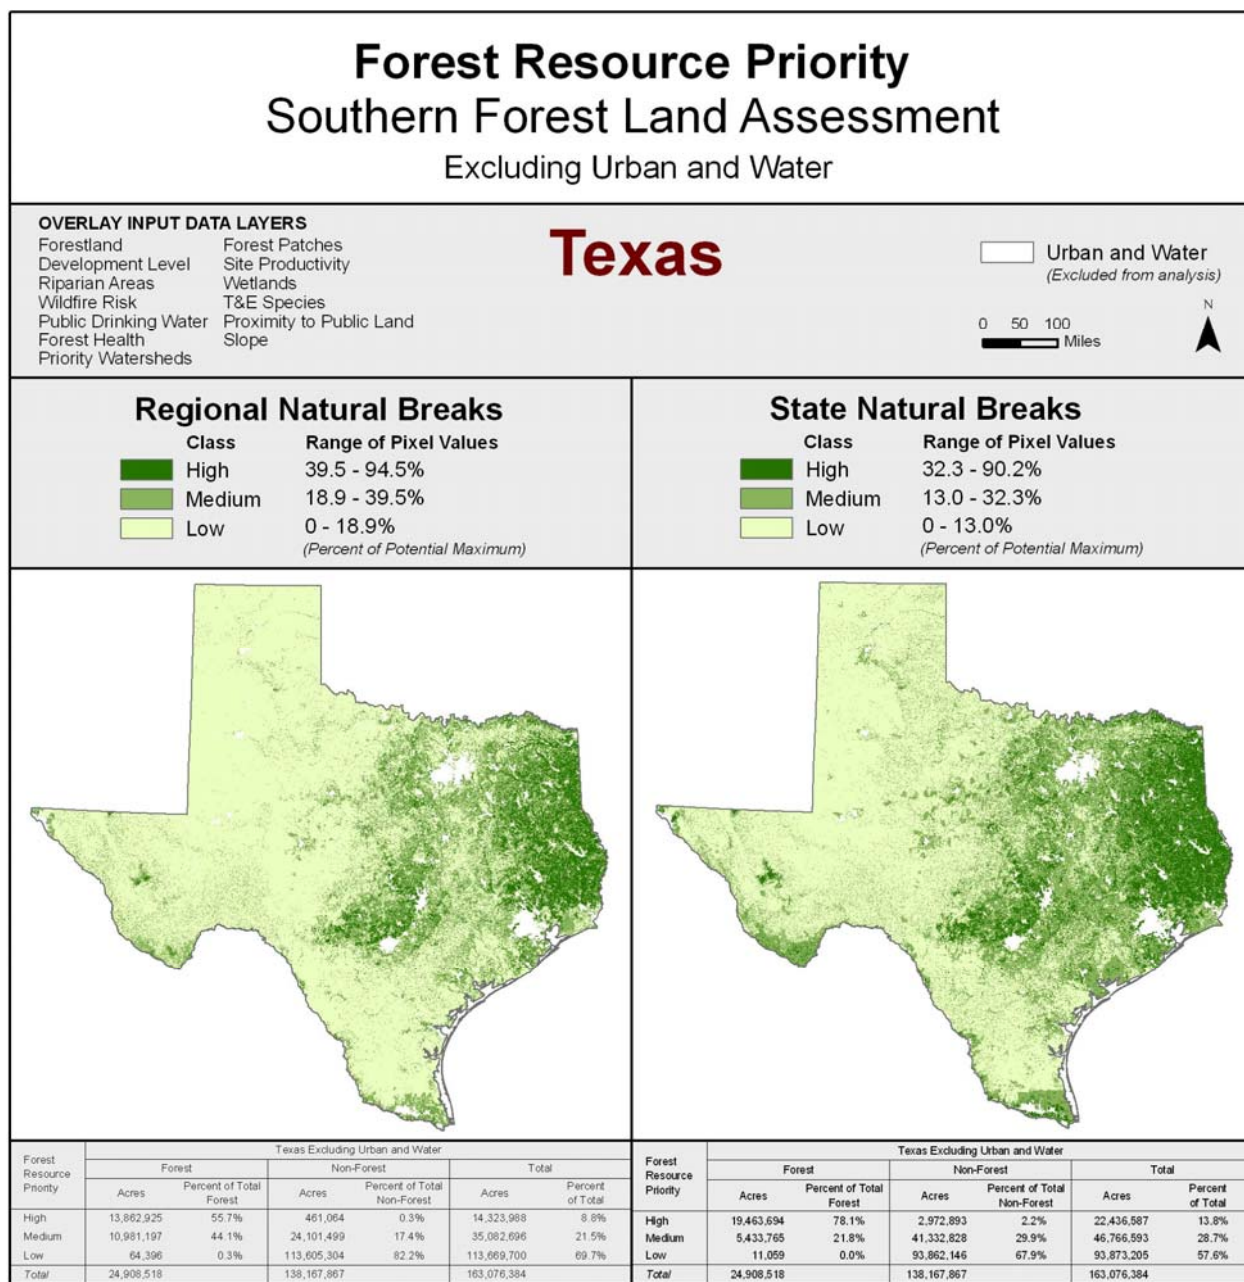 Forest Resource Priority
Southern Forest Land Assessment
Excluding Urban and Water
OVERLAY INPUT DATA LAYERS
Forestland Forest Patches
Development Level Site Productivity
Riparian Areas Wetlands
Wildfire Risk T&E Species
Public Drinking Water Proximity to Public Land
Forest Health Slope
Priority Watersheds
Texas
Urban and Water
(Excluded from analysis)
N
0 50 100
Miles
Regional Natural Breaks
Class Range of Pixel Values
High 39.5 - 94.5%
Medium 18.9 - 39.5%
Low 0 - 18.9%
(Percent of Potential Maximum)
State Natural Breaks
Class Range of Pixel Values
High 32.3 - 90.2%
Medium 13.0 - 32.3%
Low 0 - 13.0%
(Percent of Potential Maximum)
Forest Resource Priority
Texas Excluding Urban and Water
Forest Non-Forest Total
Acres Percent of Total Forest Acres Percent of Total Non-Forest Acres Percent of Total
High 13,862,925 55.7% 461,064 0.3% 14,323,988 8.8%
Medium 10,981,197 44.1% 24,101,499 17.4% 35,082,696 21.5%
Low 64,396 0.3% 113,605,304 82.2% 113,669,700 69.7%
Total 24,908,518 138,167,867 163,076,384
Forest Resource Priority
Texas Excluding Urban and Water
Forest Non-Forest Total
Acres Percent of Total Forest Acres Percent of Total Non-Forest Acres Percent of Total
High 19,463,694 78.1% 2,972,893 2.2% 22,436,587 13.8%
Medium 5,433,765 21.8% 41,332,828 29.9% 46,766,593 28.7%
Low 11,059 0.0% 93,862,146 67.9% 93,873,205 57.6%
Total 24,908,518 138,167,867 163,076,384